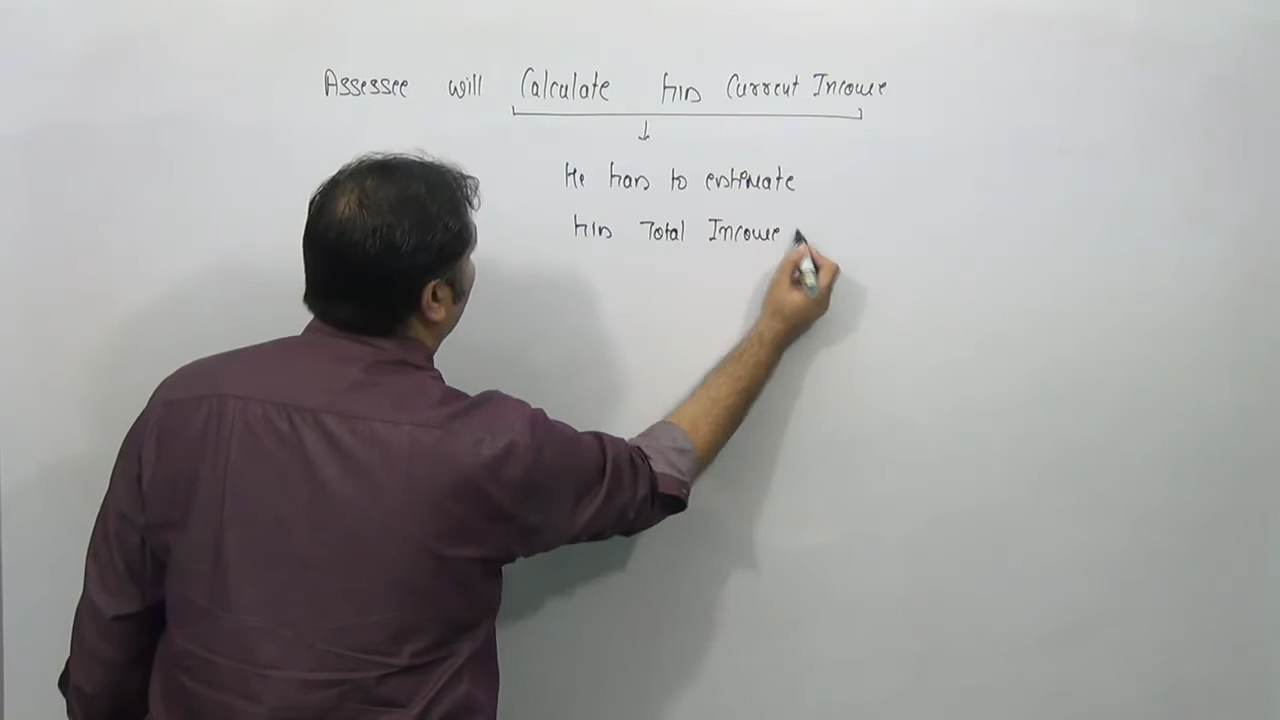 Assessee will Calculate his Current Income
He has to estimate
his Total Income